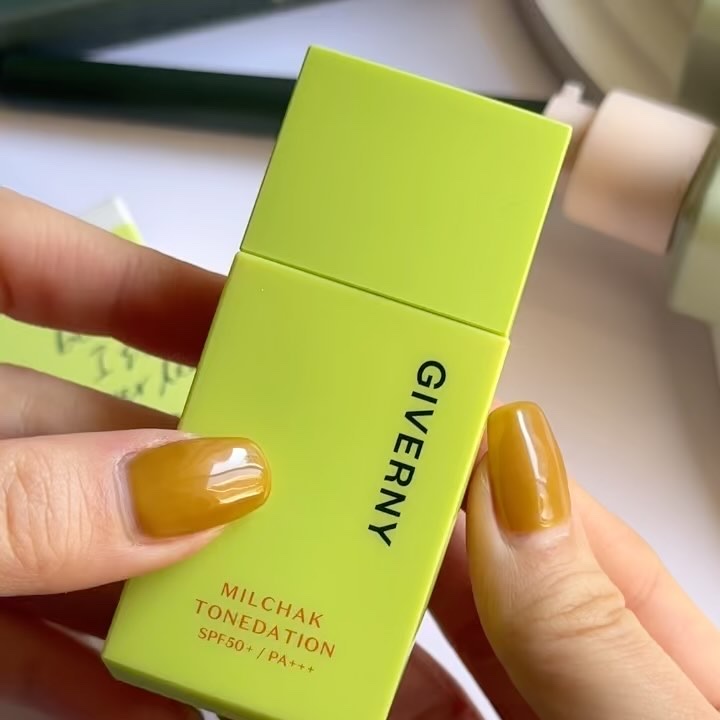 GIVERNY
MILCHAK
TONEDATION
SPF50+ / PA+++